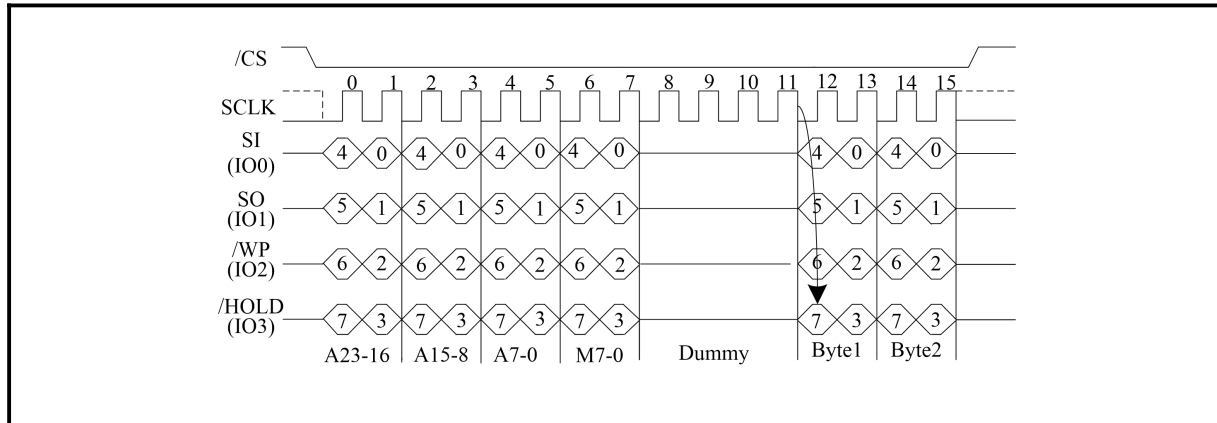 /CS
0 1 2 3 4 5 6 7 8 9 10 11 12 13 14 15
SCLK
SI
(IO0)
4 0 4 0 4 0 4 0 4 0 4 0
SO
(IO1)
5 1 5 1 5 1 5 1 5 1 5 1
/WP
(IO2)
6 2 6 2 6 2 6 2 6 2 6 2
/HOLD
(IO3)
7 3 7 3 7 3 7 3 7 3 7 3
A23-16 A15-8 A7-0 M7-0 Dummy Byte1 Byte2